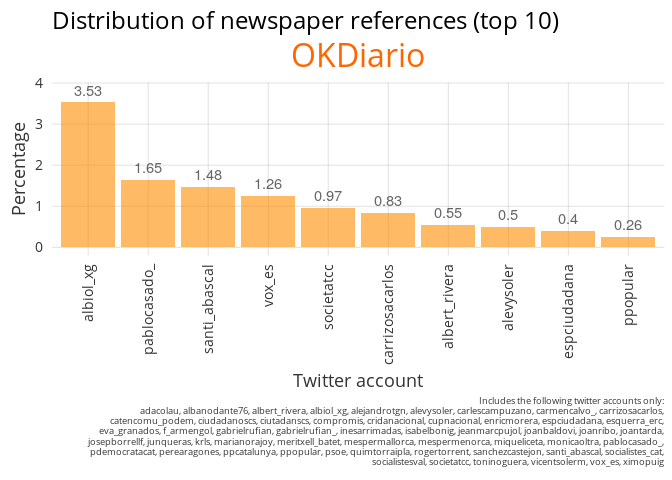 Distribution of newspaper references (top 10)
OKDiario
Percentage
4
3
2
1
0
3.53
1.65
1.48
1.26
0.97
0.83
0.55
0.5
0.4
0.26
albiol_xg
pablocasado_
santi_abascal
vox_es
societatcc
carrizosacarlos
albert_rivera
alevysoler
espciudadana
ppopular
Twitter account
Includes the following twitter accounts only:
adacolau, albanodante76, albert_rivera, albiol_xg, alejandrotgn, alevysoler, carlescampuzano, carmencalvo_, carrizosacarlos,
catencomu_podem, ciudadanoscs, ciutadanscs, compromis, cridanacional, cupnacional, enricmorera, espciudadana, esquerra_erc,
eva_granados, f_armengol, gabrielrufian, gabrielrufian_, inesarrimadas, isabelbonig, jeanmarcpujol, joanbaldovi, joanribo, joantarda,
josepborrellf, junqueras, krls, marianorajoy, meritxell_batet, mespermallorca, mespermenorca, miqueliceta, monicaoltra, pablocasado_,
pdemocratacat, perearagones, ppcatalunya, ppopular, psoe, quimtorraipla, rogertorrent, sanchezcastejon, santi_abascal, socialistes_cat,
socialistesval, societatcc, toninoguera, vicentsolerm, vox_es, ximopuig